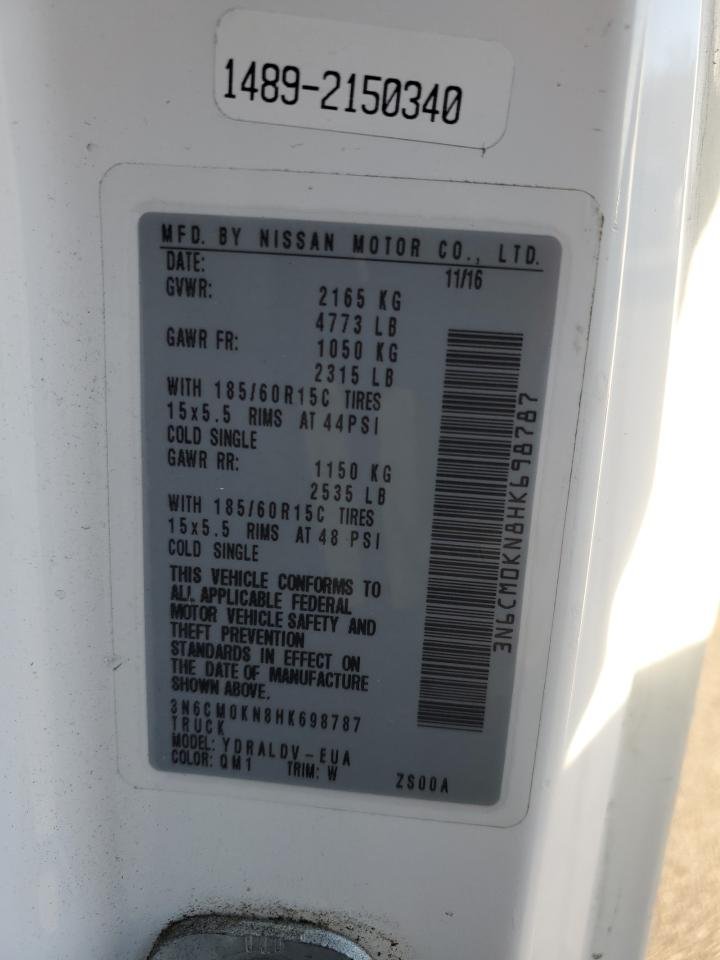 1489-2150340
MFD. BY NISSAN MOTOR CO., LTD.
DATE: 11/16
GVWR: 2165 KG
4773 LB
GAWR FR: 1050 KG
2315 LB
WITH 185/60R15C TIRES
15x5.5 RIMS AT 44PSI
COLD SINGLE
GAWR RR: 1150 KG
2535 LB
WITH 185/60R15C TIRES
15x5.5 RIMS AT 48 PSI
COLD SINGLE
THIS VEHICLE CONFORMS TO
ALL APPLICABLE FEDERAL
MOTOR VEHICLE SAFETY AND
THEFT PREVENTION
STANDARDS IN EFFECT ON
THE DATE OF MANUFACTURE
SHOWN ABOVE.
3N6CM0KN8HK698787
TRUCK
MODEL: YDRALDV-EUA
COLOR: QM1 TRIM: W ZS00A
3N6CM0KN8HK698787